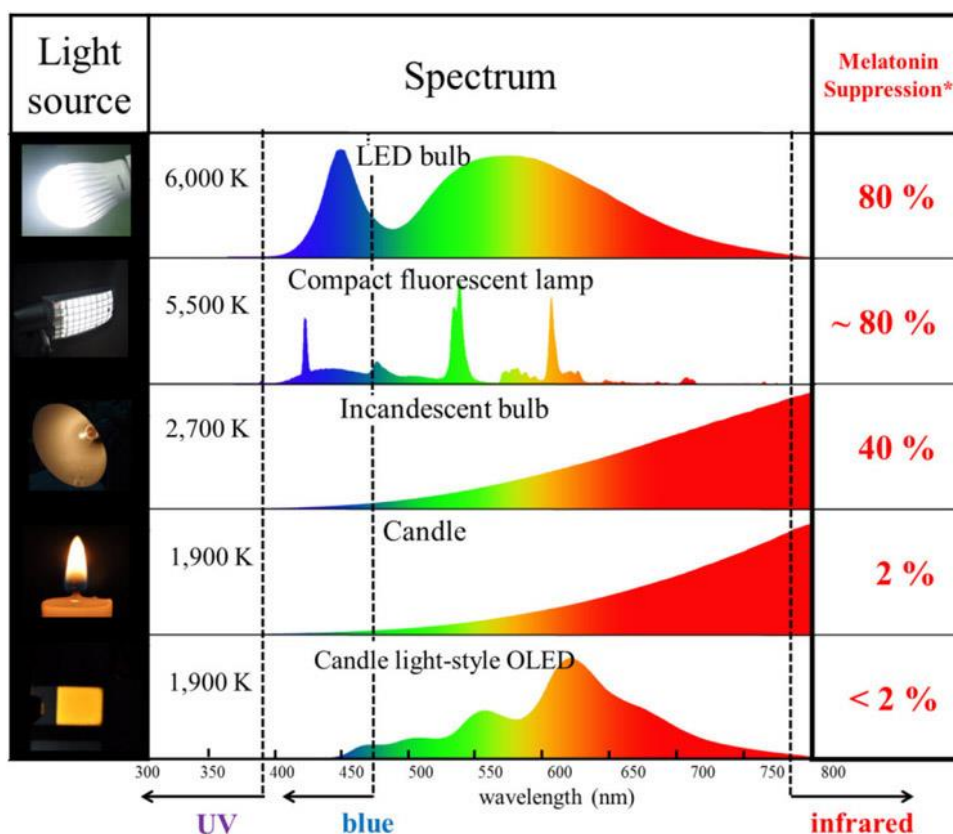 Light
source
Spectrum
Melatonin
Suppression*
6,000 K
LED bulb
80 %
5,500 K
Compact fluorescent lamp
~ 80 %
2,700 K
Incandescent bulb
40 %
1,900 K
Candle
2 %
1,900 K
Candle light-style OLED
< 2 %
300 350 400 450 500 550 600 650 700 750 800
wavelength (nm)
UV blue infrared